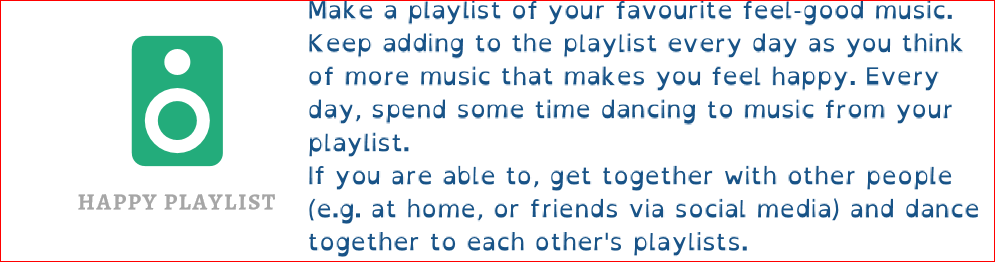 Make a playlist of your favourite feel-good music.
Keep adding to the playlist every day as you think
of more music that makes you feel happy. Every
day, spend some time dancing to music from your
playlist.
If you are able to, get together with other people
(e.g. at home, or friends via social media) and dance
together to each other's playlists.
HAPPY PLAYLIST